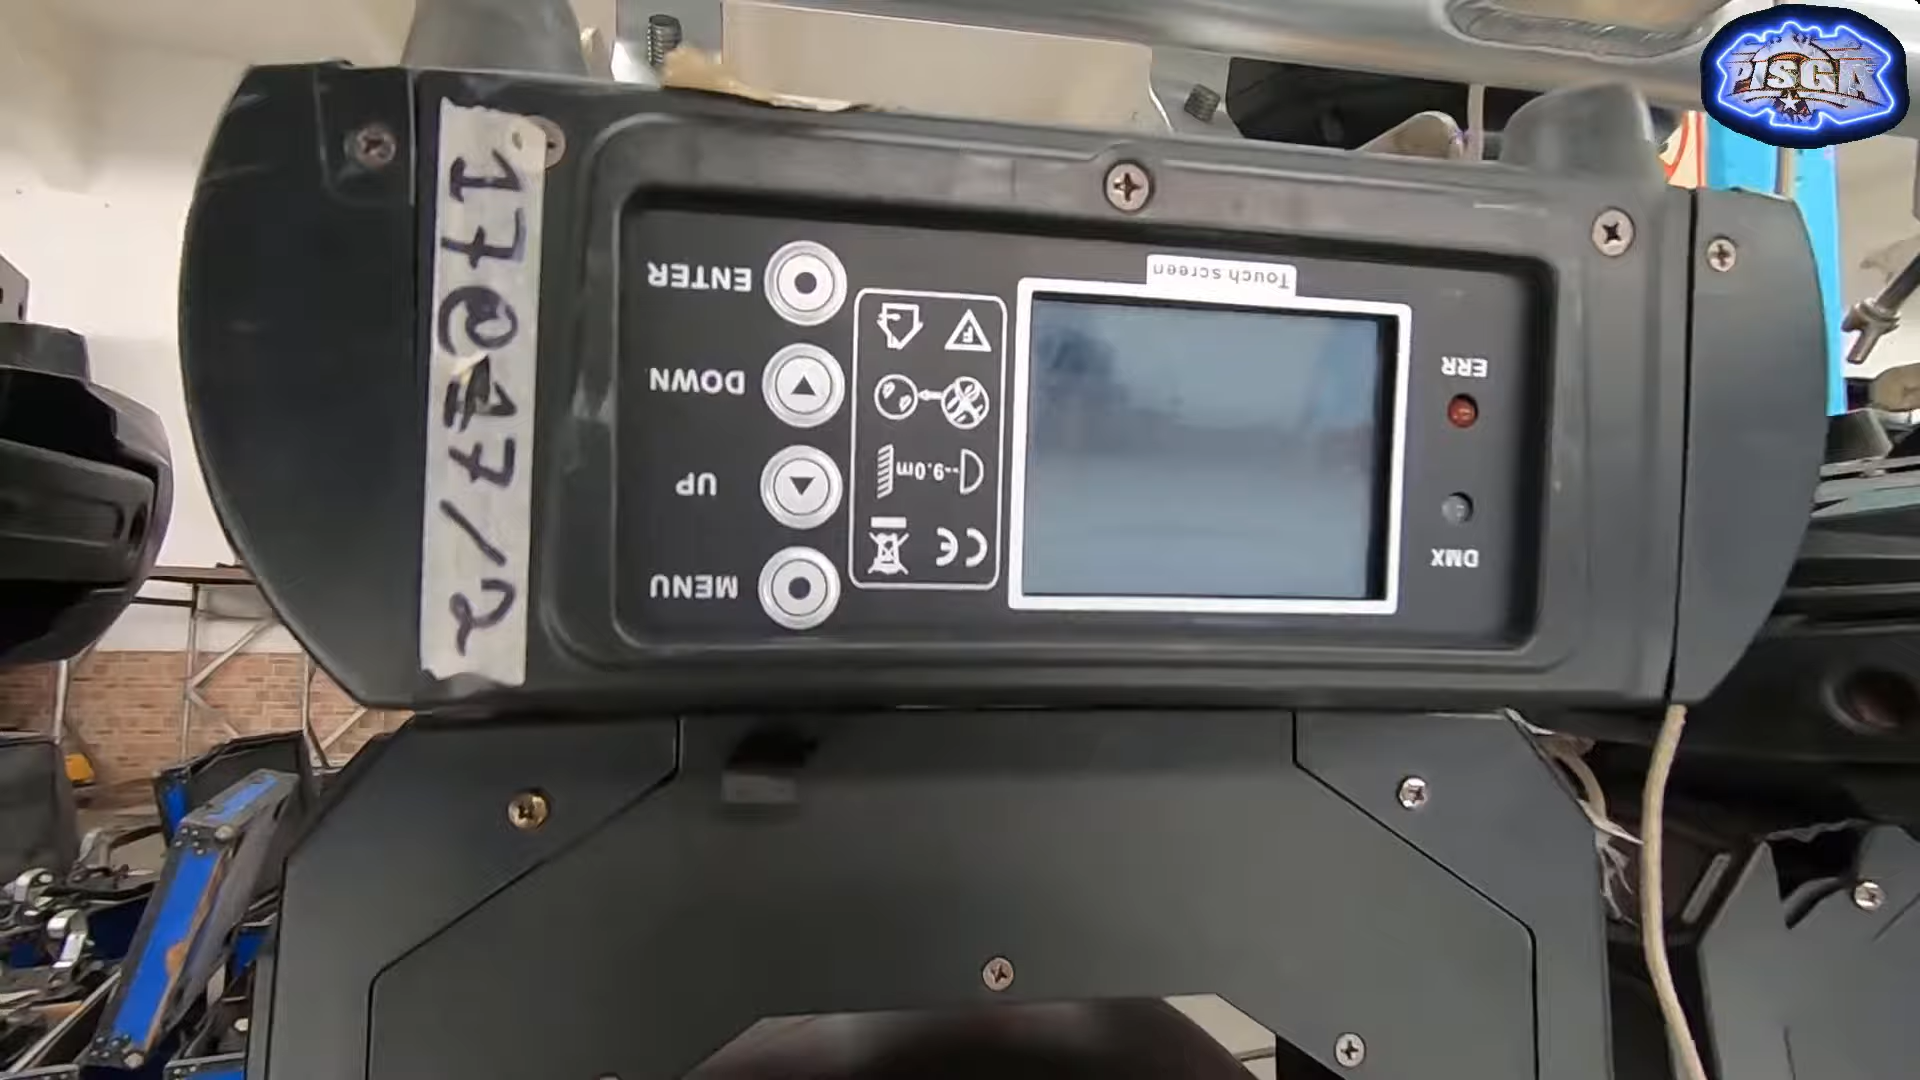 PISGA
Touch screen
ENTER
DOWN
UP
MENU
F
--9.0m
CE
ERR
DMX